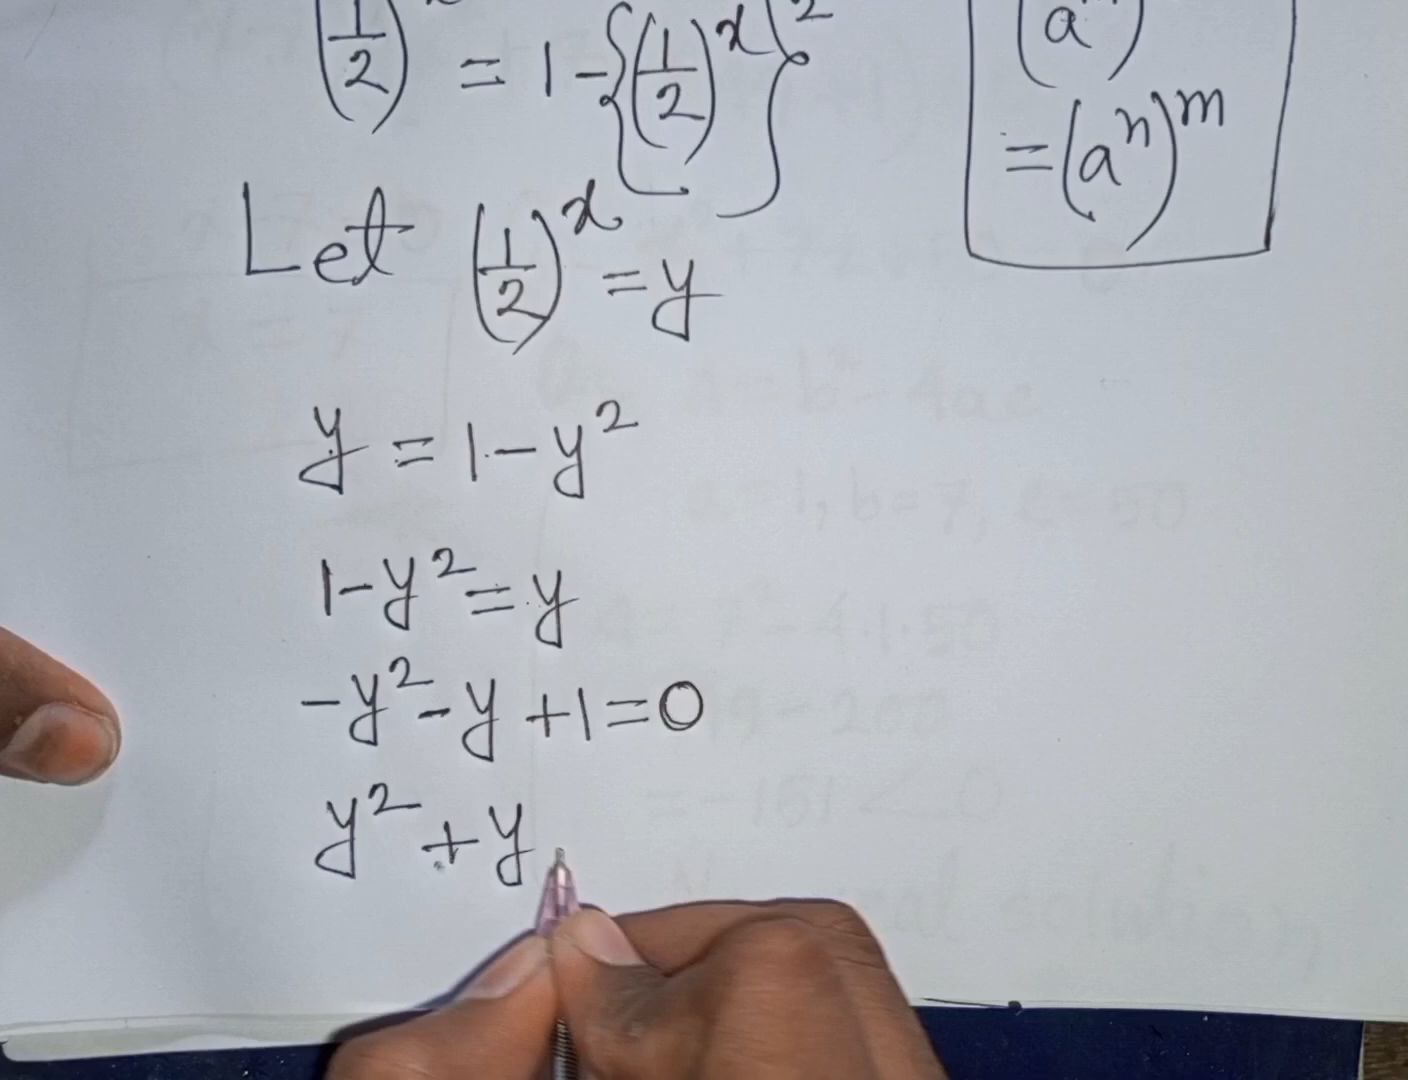 (1/2)^x = 1-{(1/2)^x}^2
(a^m)
=(a^n)^m
Let (1/2)^x = y
y = 1-y^2
1-y^2 = y
-y^2-y+1=0
y^2+y